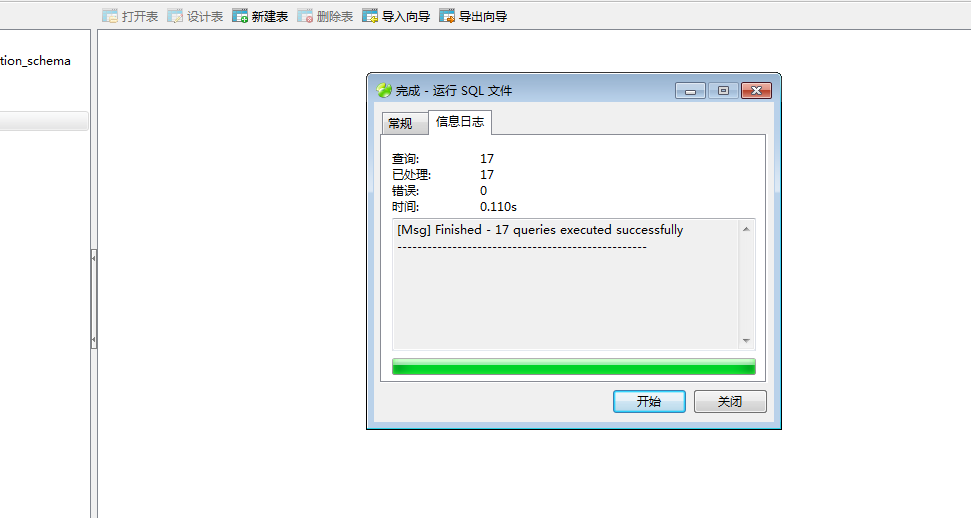 打开表 设计表 新建表 删除表 导入向导 导出向导
tion_schema
完成 - 运行 SQL 文件
常规 信息日志
查询: 17
已处理: 17
错误: 0
时间: 0.110s
[Msg] Finished - 17 queries executed successfully
--------------------------------------------------
开始 关闭